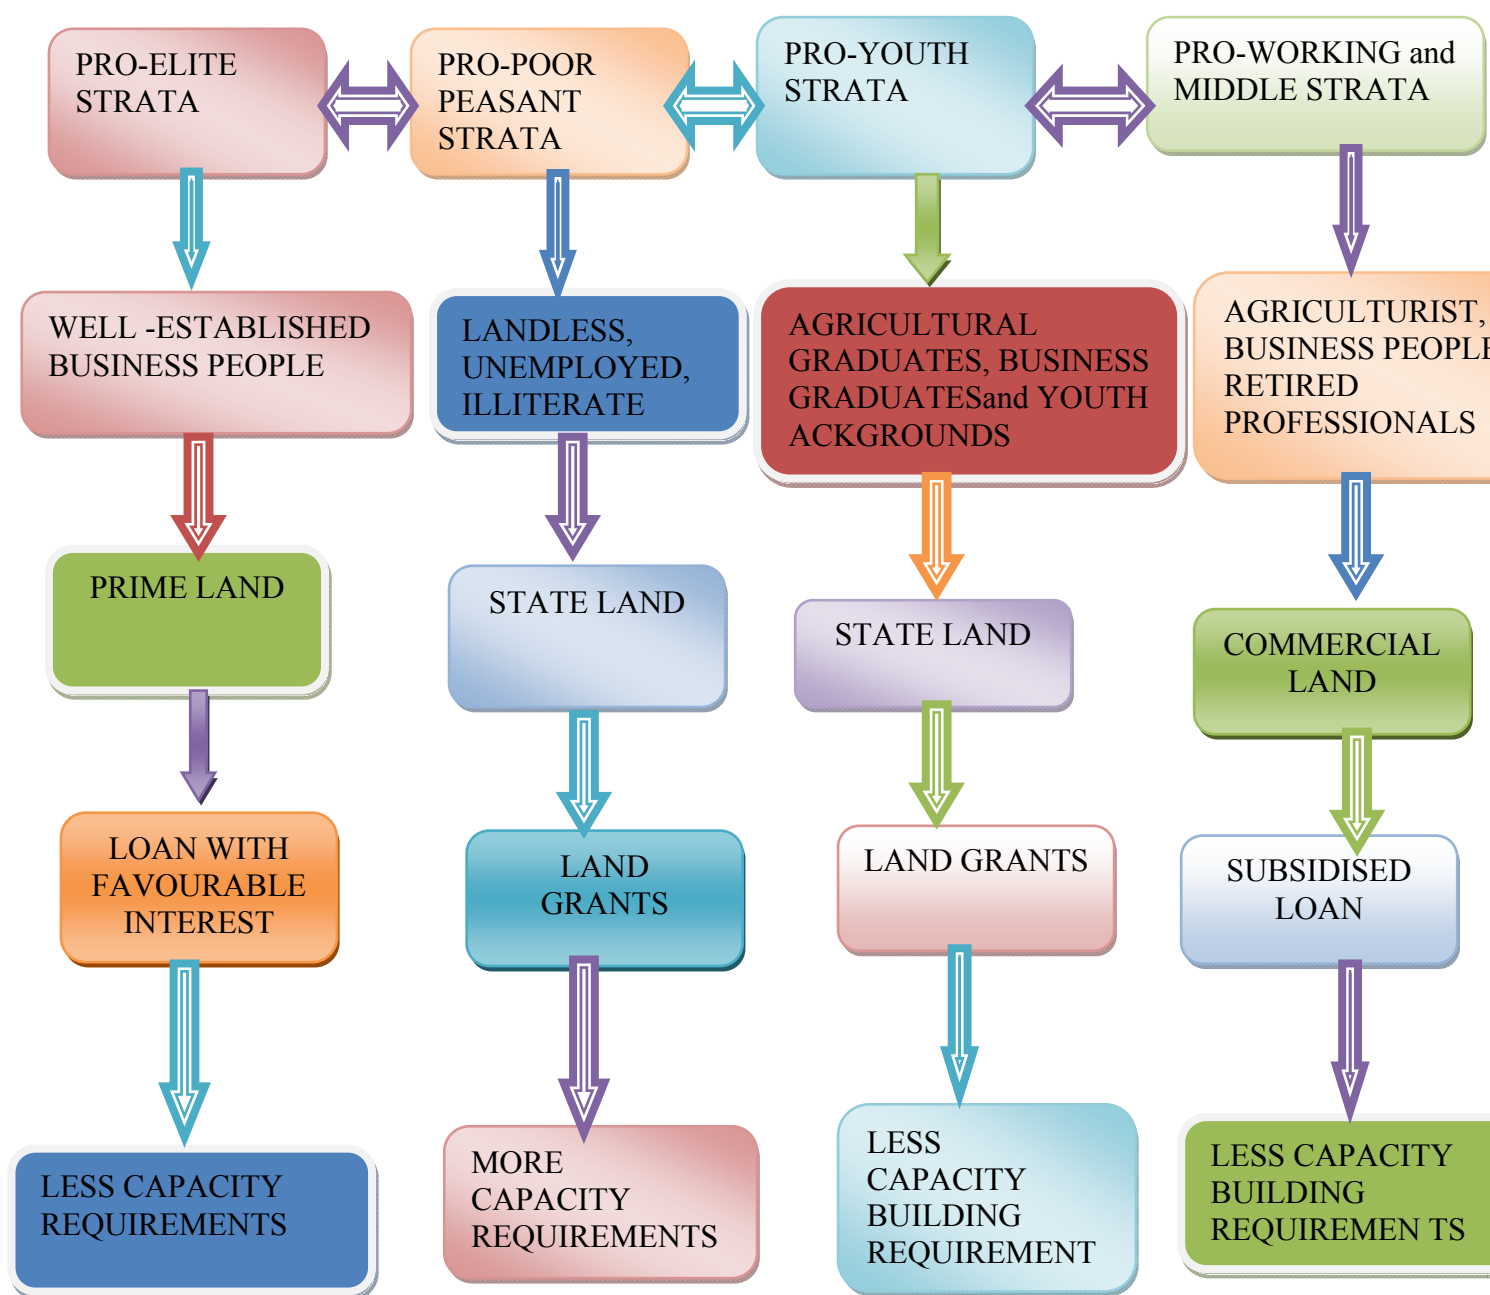 PRO-ELITE
STRATA
PRO-POOR
PEASANT
STRATA
PRO-YOUTH
STRATA
PRO-WORKING and
MIDDLE STRATA
WELL -ESTABLISHED
BUSINESS PEOPLE
LANDLESS,
UNEMPLOYED,
ILLITERATE
AGRICULTURAL
GRADUATES, BUSINESS
GRADUATESand YOUTH
ACKGROUNDS
AGRICULTURIST,
BUSINESS PEOPLE
RETIRED
PROFESSIONALS
PRIME LAND
STATE LAND
STATE LAND
COMMERCIAL
LAND
LOAN WITH
FAVOURABLE
INTEREST
LAND
GRANTS
LAND GRANTS
SUBSIDISED
LOAN
LESS CAPACITY
REQUIREMENTS
MORE
CAPACITY
REQUIREMENTS
LESS
CAPACITY
BUILDING
REQUIREMENT
LESS CAPACITY
BUILDING
REQUIREMEN TS